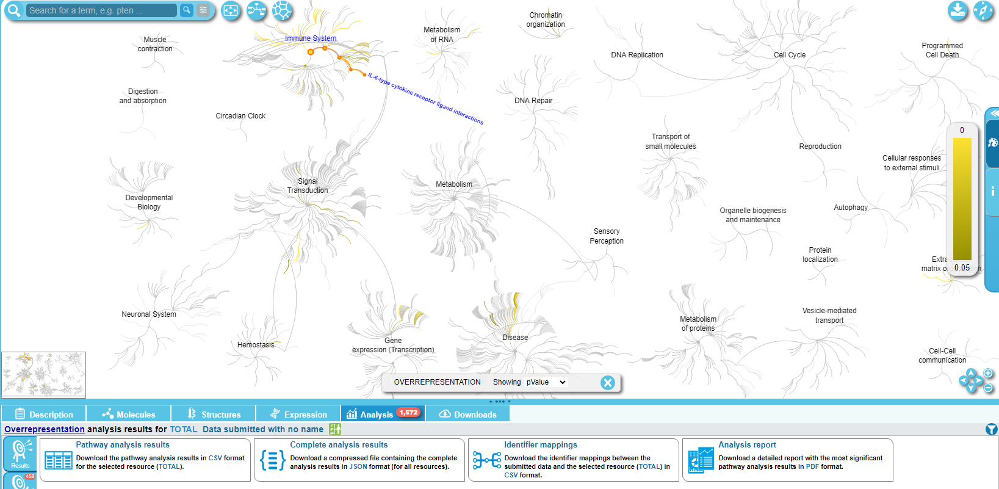 Search for a term, e.g. pten ...
Chromatin
organization
Metabolism
of RNA
Immune System
Muscle
contraction
DNA Replication
Cell Cycle
Programmed
Cell Death
IL-6-type cytokine receptor ligand interactions
Digestion
and absorption
DNA Repair
Circadian Clock
Transport of
small molecules
Reproduction
0
Cellular responses
to external stimuli
Signal
Transduction
Metabolism
Developmental
Biology
Organelle biogenesis
and maintenance
Autophagy
Sensory
Perception
Protein
localization
Extra
matrix o
0.05
Neuronal System
Metabolism
of proteins
Vesicle-mediated
transport
Hemostasis
Gene
expression (Transcription)
Disease
Cell-Cell
communication
OVERREPRESENTATION Showing pValue
Description Molecules Structures Expression Analysis 1,572 Downloads
Overrepresentation analysis results for TOTAL Data submitted with no name
Results
458
Pathway analysis results
Download the pathway analysis results in CSV format
for the selected resource (TOTAL).
Complete analysis results
Download a compressed file containing the complete
analysis results in JSON format (for all resources).
Identifier mappings
Download the identifier mappings between the
submitted data and the selected resource (TOTAL) in
CSV format.
Analysis report
Download a detailed report with the most significant
pathway analysis results in PDF format.